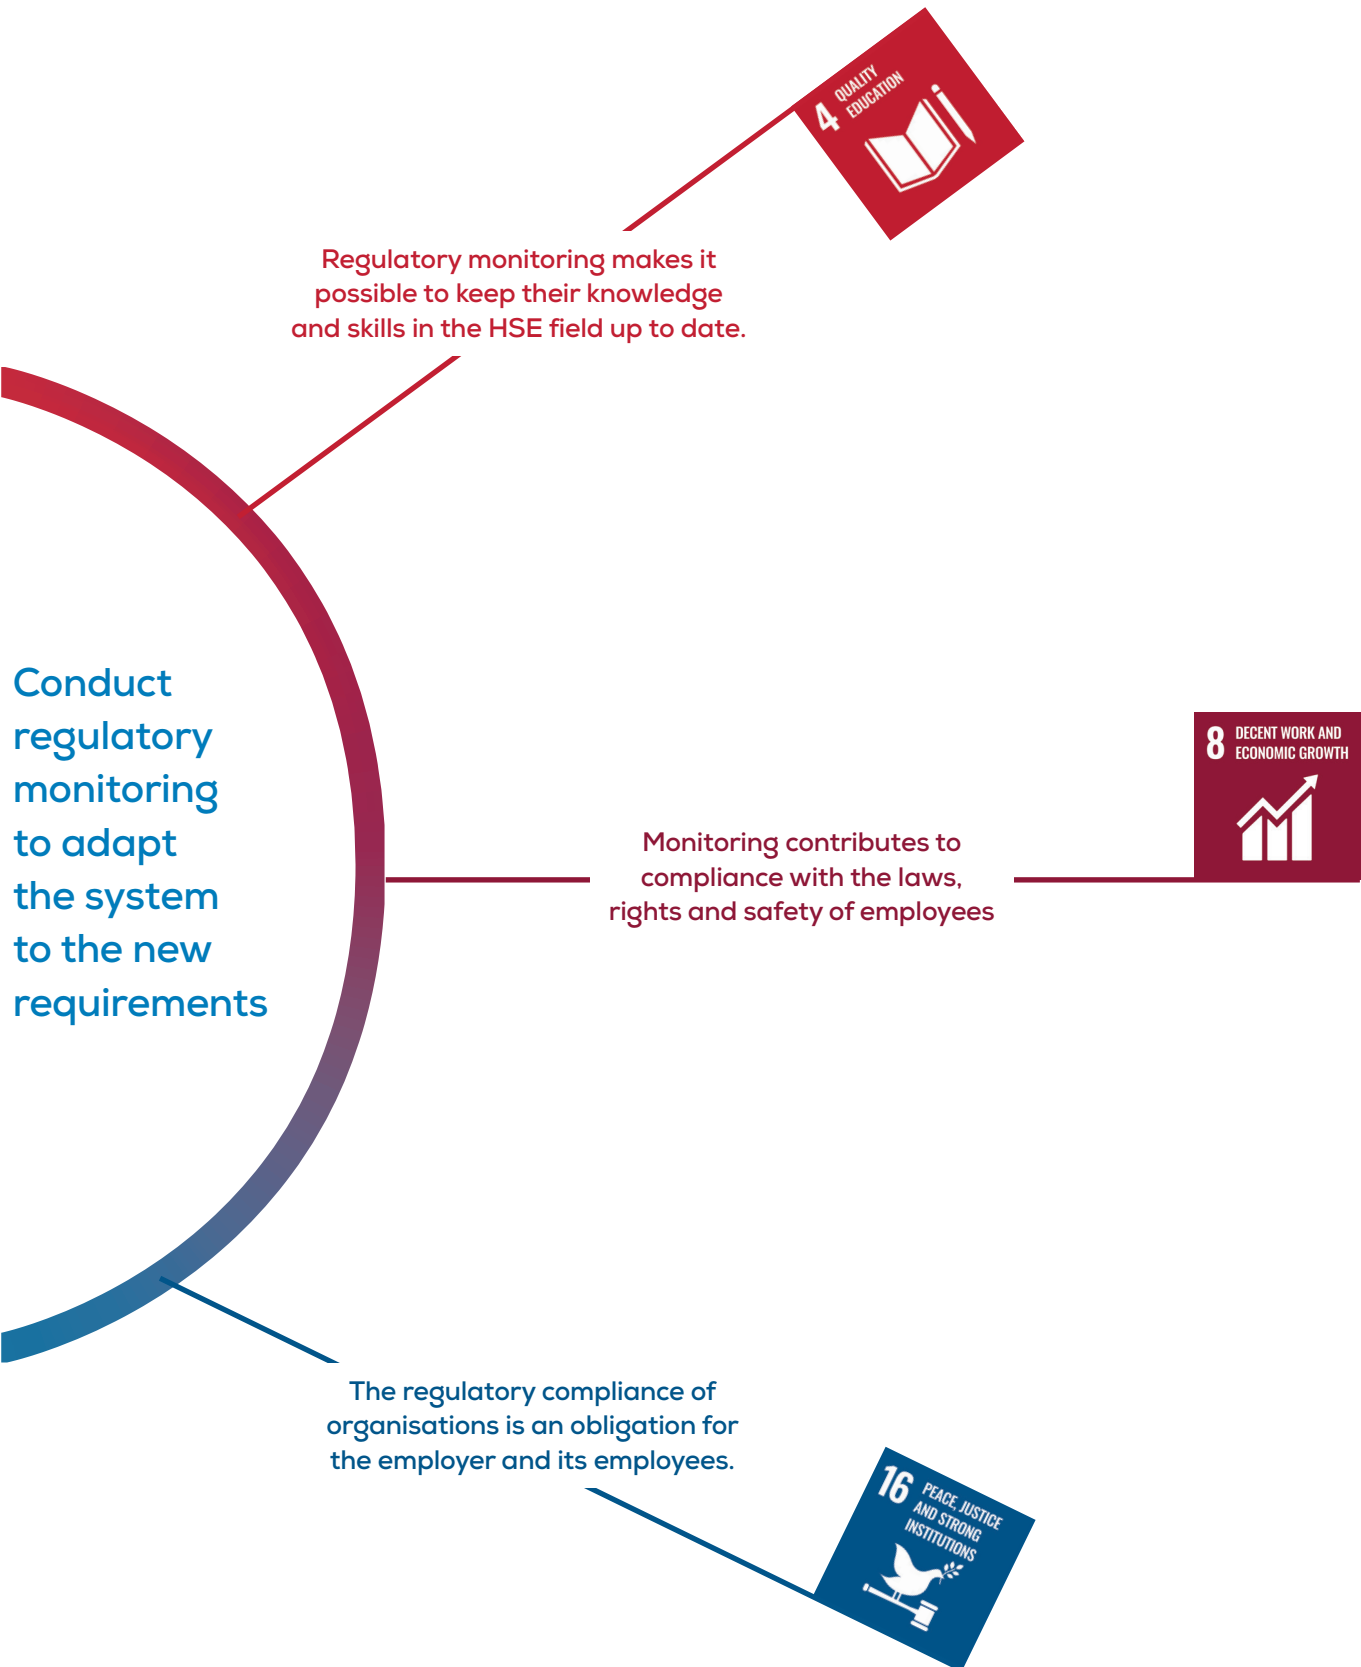 4 QUALITY
EDUCATION
Regulatory monitoring makes it
possible to keep their knowledge
and skills in the HSE field up to date.
Conduct
regulatory
monitoring
to adapt
the system
to the new
requirements
8 DECENT WORK AND
ECONOMIC GROWTH
Monitoring contributes to
compliance with the laws,
rights and safety of employees
The regulatory compliance of
organisations is an obligation for
the employer and its employees.
16 PEACE, JUSTICE
AND STRONG
INSTITUTIONS